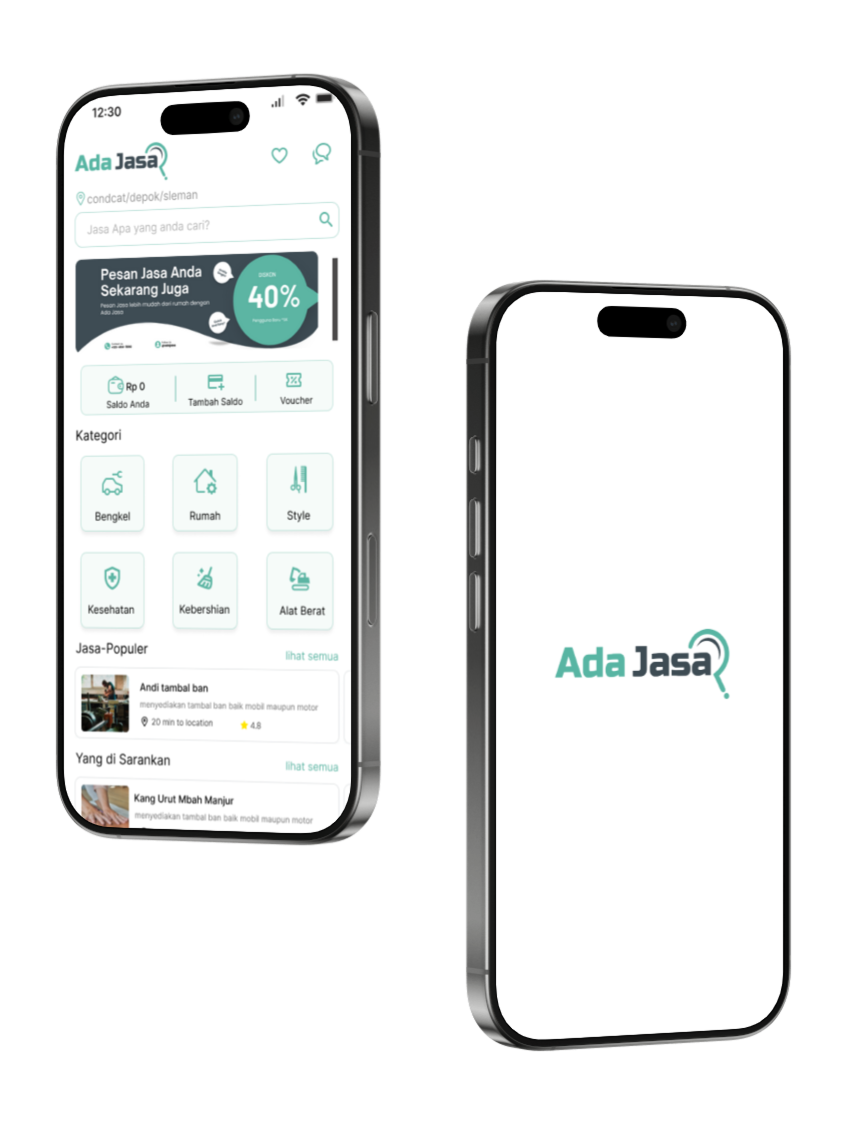 12:30
Ada Jasa
condcat/depok/sleman
Jasa Apa yang anda cari?
Pesan Jasa Anda
Sekarang Juga
Pesan Jasa lebih mudah dari rumah dengan
Ada Jasa
DISKON
40%
Rp 0
Saldo Anda
Tambah Saldo
Voucher
Kategori
Bengkel
Rumah
Style
Kesehatan
Kebershian
Alat Berat
Jasa-Populer
lihat semua
Andi tambal ban
menyediakan tambal ban baik mobil maupun motor
20 min to location
4.8
Yang di Sarankan
lihat semua
Kang Urut Mbah Manjur
menyediakan tambal ban baik mobil maupun motor
Ada Jasa